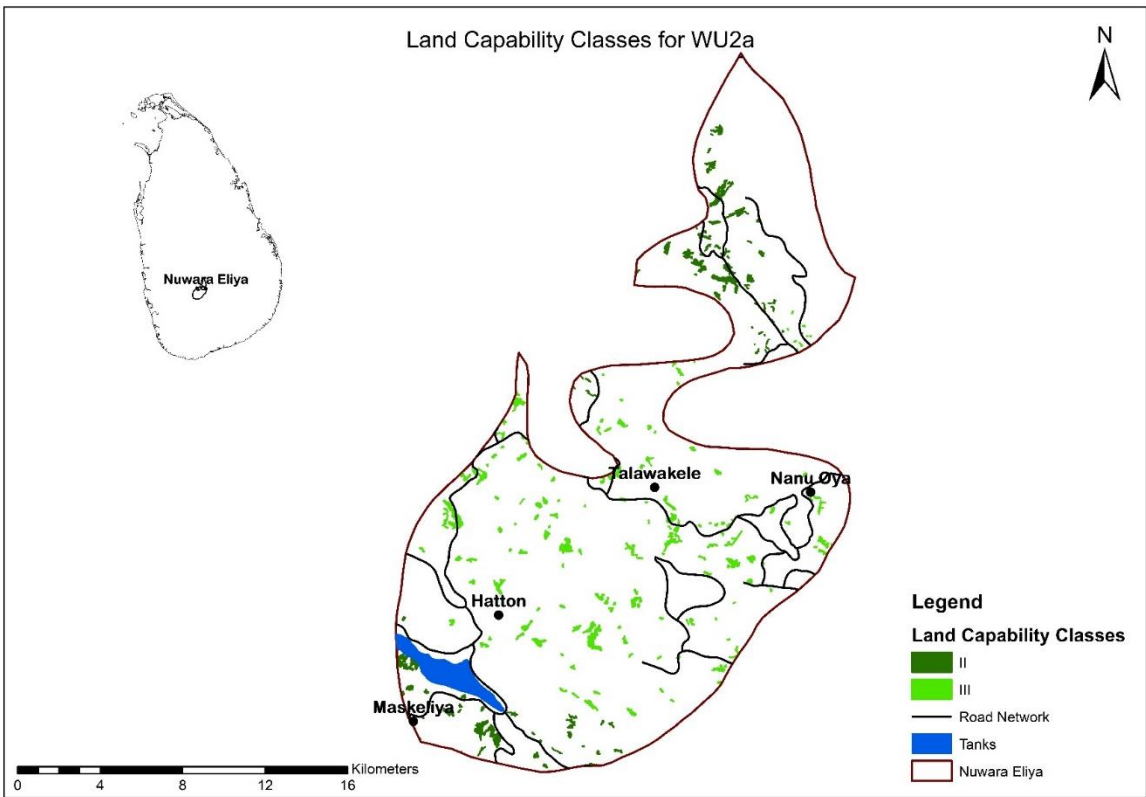 Land Capability Classes for WU2a
N
Nuwara Eliya
Talawakele
Nanu Oya
Hatton
Maskeliya
Legend
Land Capability Classes
II
III
Road Network
Tanks
Nuwara Eliya
Kilometers
0 2 4 8 12 16